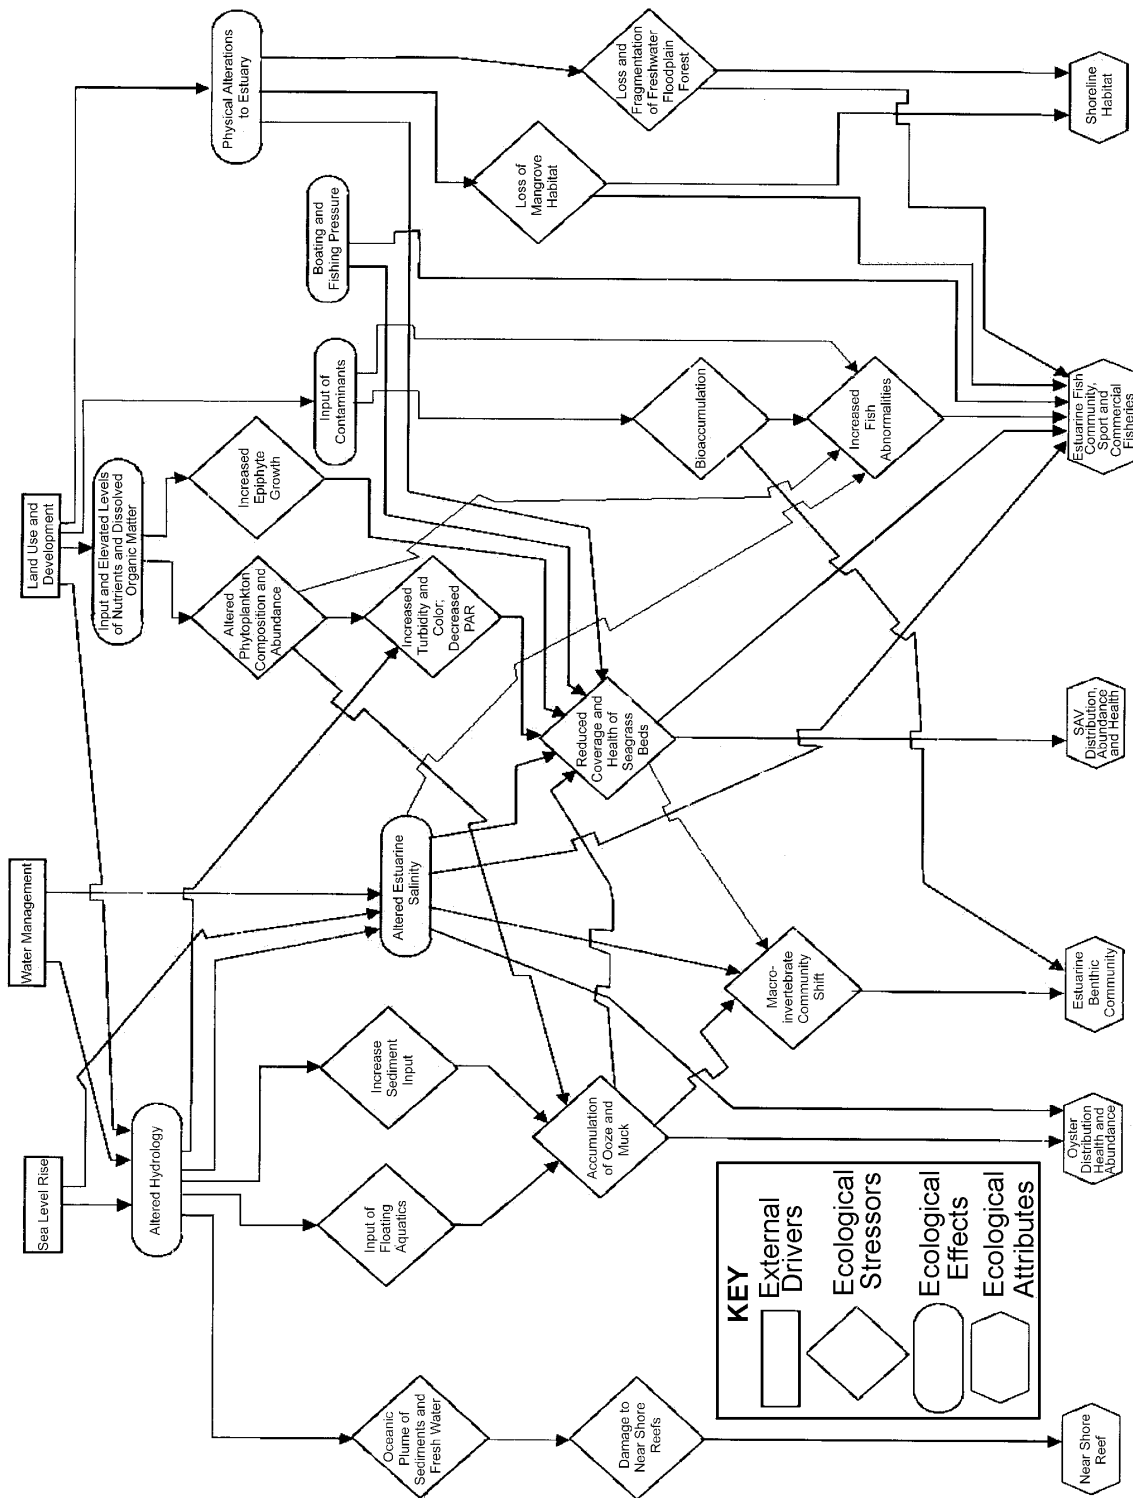 Sea Level Rise
Water Management
Land Use and
Development
Altered Hydrology
Input and Elevated Levels
of Nutrients and Dissolved
Organic Matter
Physical Alterations
to Estuary
Altered
Phytoplankton
Composition and
Abundance
Increased
Epiphyte
Growth
Input of
Contaminants
Boating and
Fishing Pressure
Oceanic
Plume of
Sediments and
Fresh Water
Input of
Floating
Aquatics
Increase
Sediment
Input
Altered Estuarine
Salinity
Increased
Turbidity and
Color;
Decreased
PAR
Loss of
Mangrove
Habitat
Loss and
Fragmentation
of Freshwater
Floodplain
Forest
Damage to
Near Shore
Reefs
Accumulation
of Ooze and
Muck
Reduced
Coverage and
Health of
Seagrass
Beds
Bioaccumulation
Macro-
invertebrate
Community
Shift
Increased
Fish
Abnormalities
Near Shore
Reef
Oyster
Distribution
Health and
Abundance
Estuarine
Benthic
Community
SAV
Distribution,
Abundance
and Health
Estuarine Fish
Community,
Sport and
Commercial
Fisheries
Shoreline
Habitat
KEY
External
Drivers
Ecological
Stressors
Ecological
Effects
Ecological
Attributes